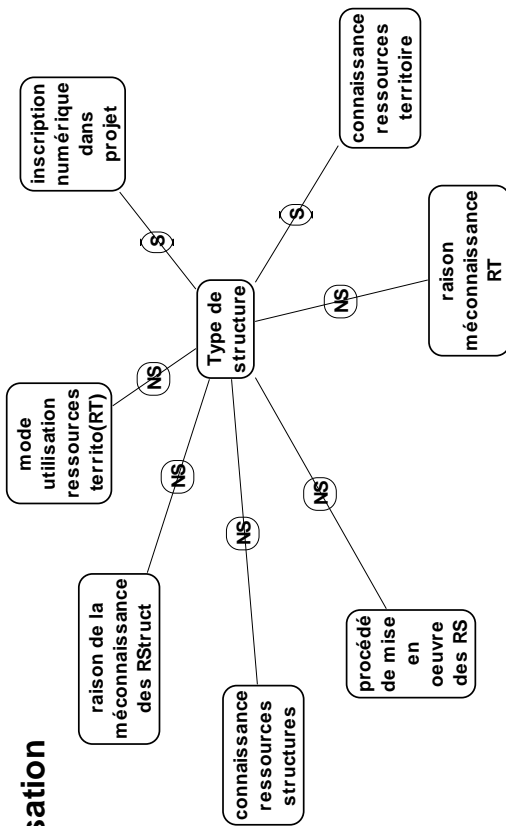 sation
raison de la
méconnaissance
des RStruct
mode
utilisation
ressources
territo(RT)
inscription
numérique
dans
projet
connaissance
ressources
structures
NS
NS
NS
S
Type de
structure
procédé
de mise
en
oeuvre
des RS
NS
NS
S
raison
méconnaissance
RT
connaissance
ressources
territoire